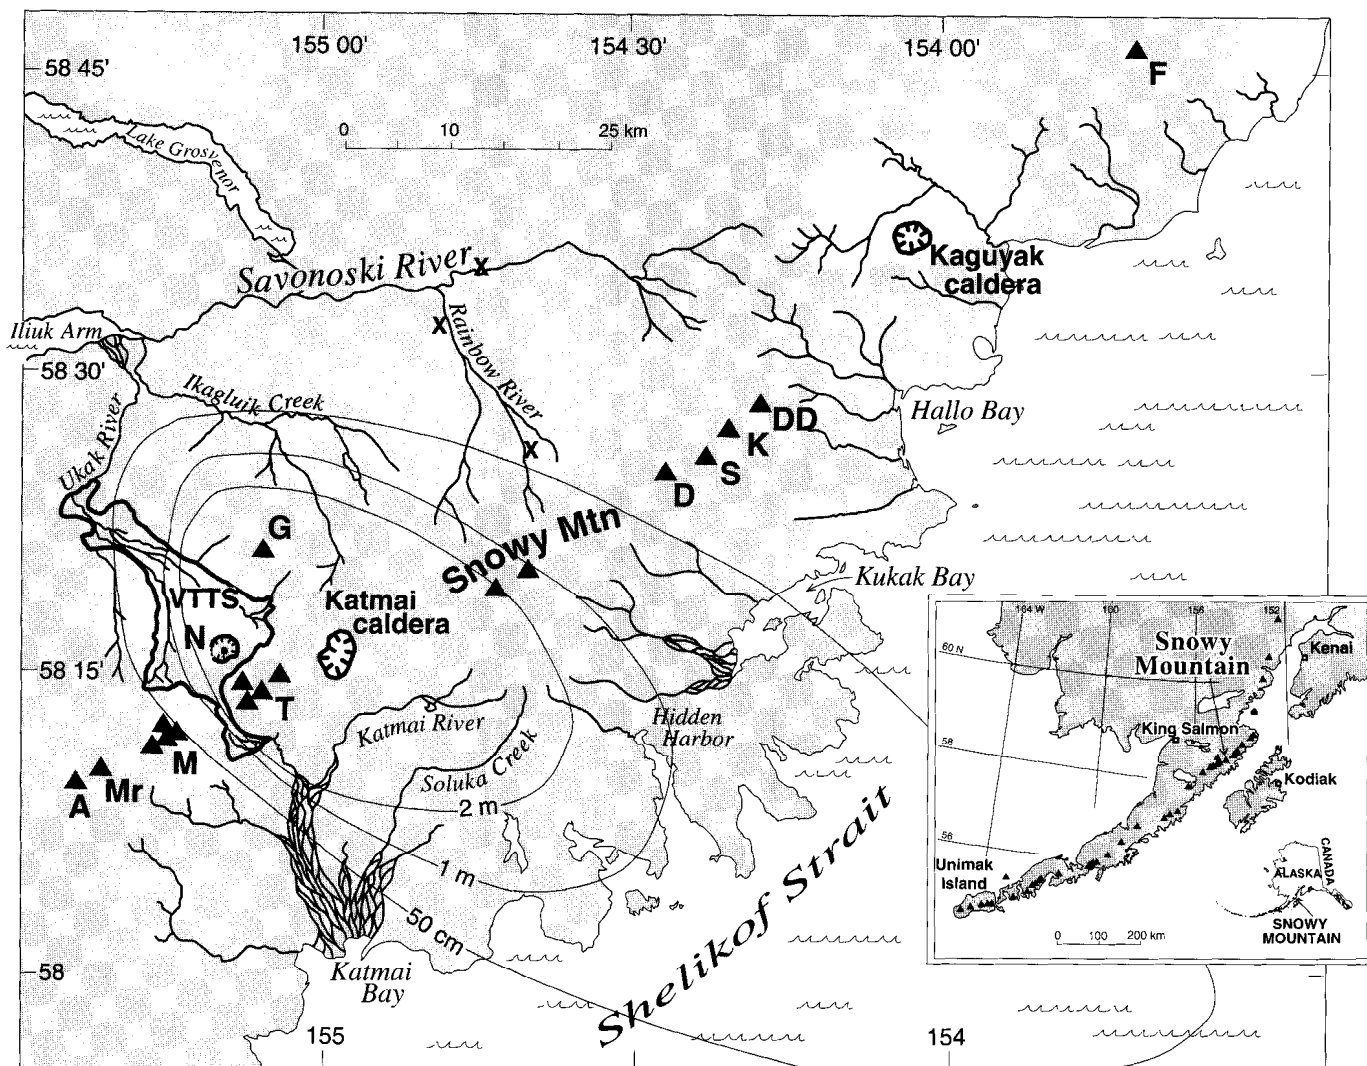 155 00'
154 30'
154 00'
58 45'
F
0 10 25 km
Lake Grosvenor
Savonoski River
X
Kaguyak
caldera
Iliuk Arm
X
Rainbow River
58 30'
Ikagluik Creek
Ukak River
Hallo Bay
DD
K
S
D
X
G
Snowy Mtn
Kukak Bay
VTTS
Katmai
caldera
N
58 15'
T
Katmai River
Hidden
Harbor
Soluka Creek
M
Mr
A
2 m
1 m
50 cm
Shelikof Strait
58
Katmai
Bay
155
154
164 W
160
156
152
60 N
Snowy
Mountain
Kenai
King Salmon
58
Kodiak
56
Unimak
Island
CANADA
ALASKA
SNOWY
MOUNTAIN
0 100 200 km